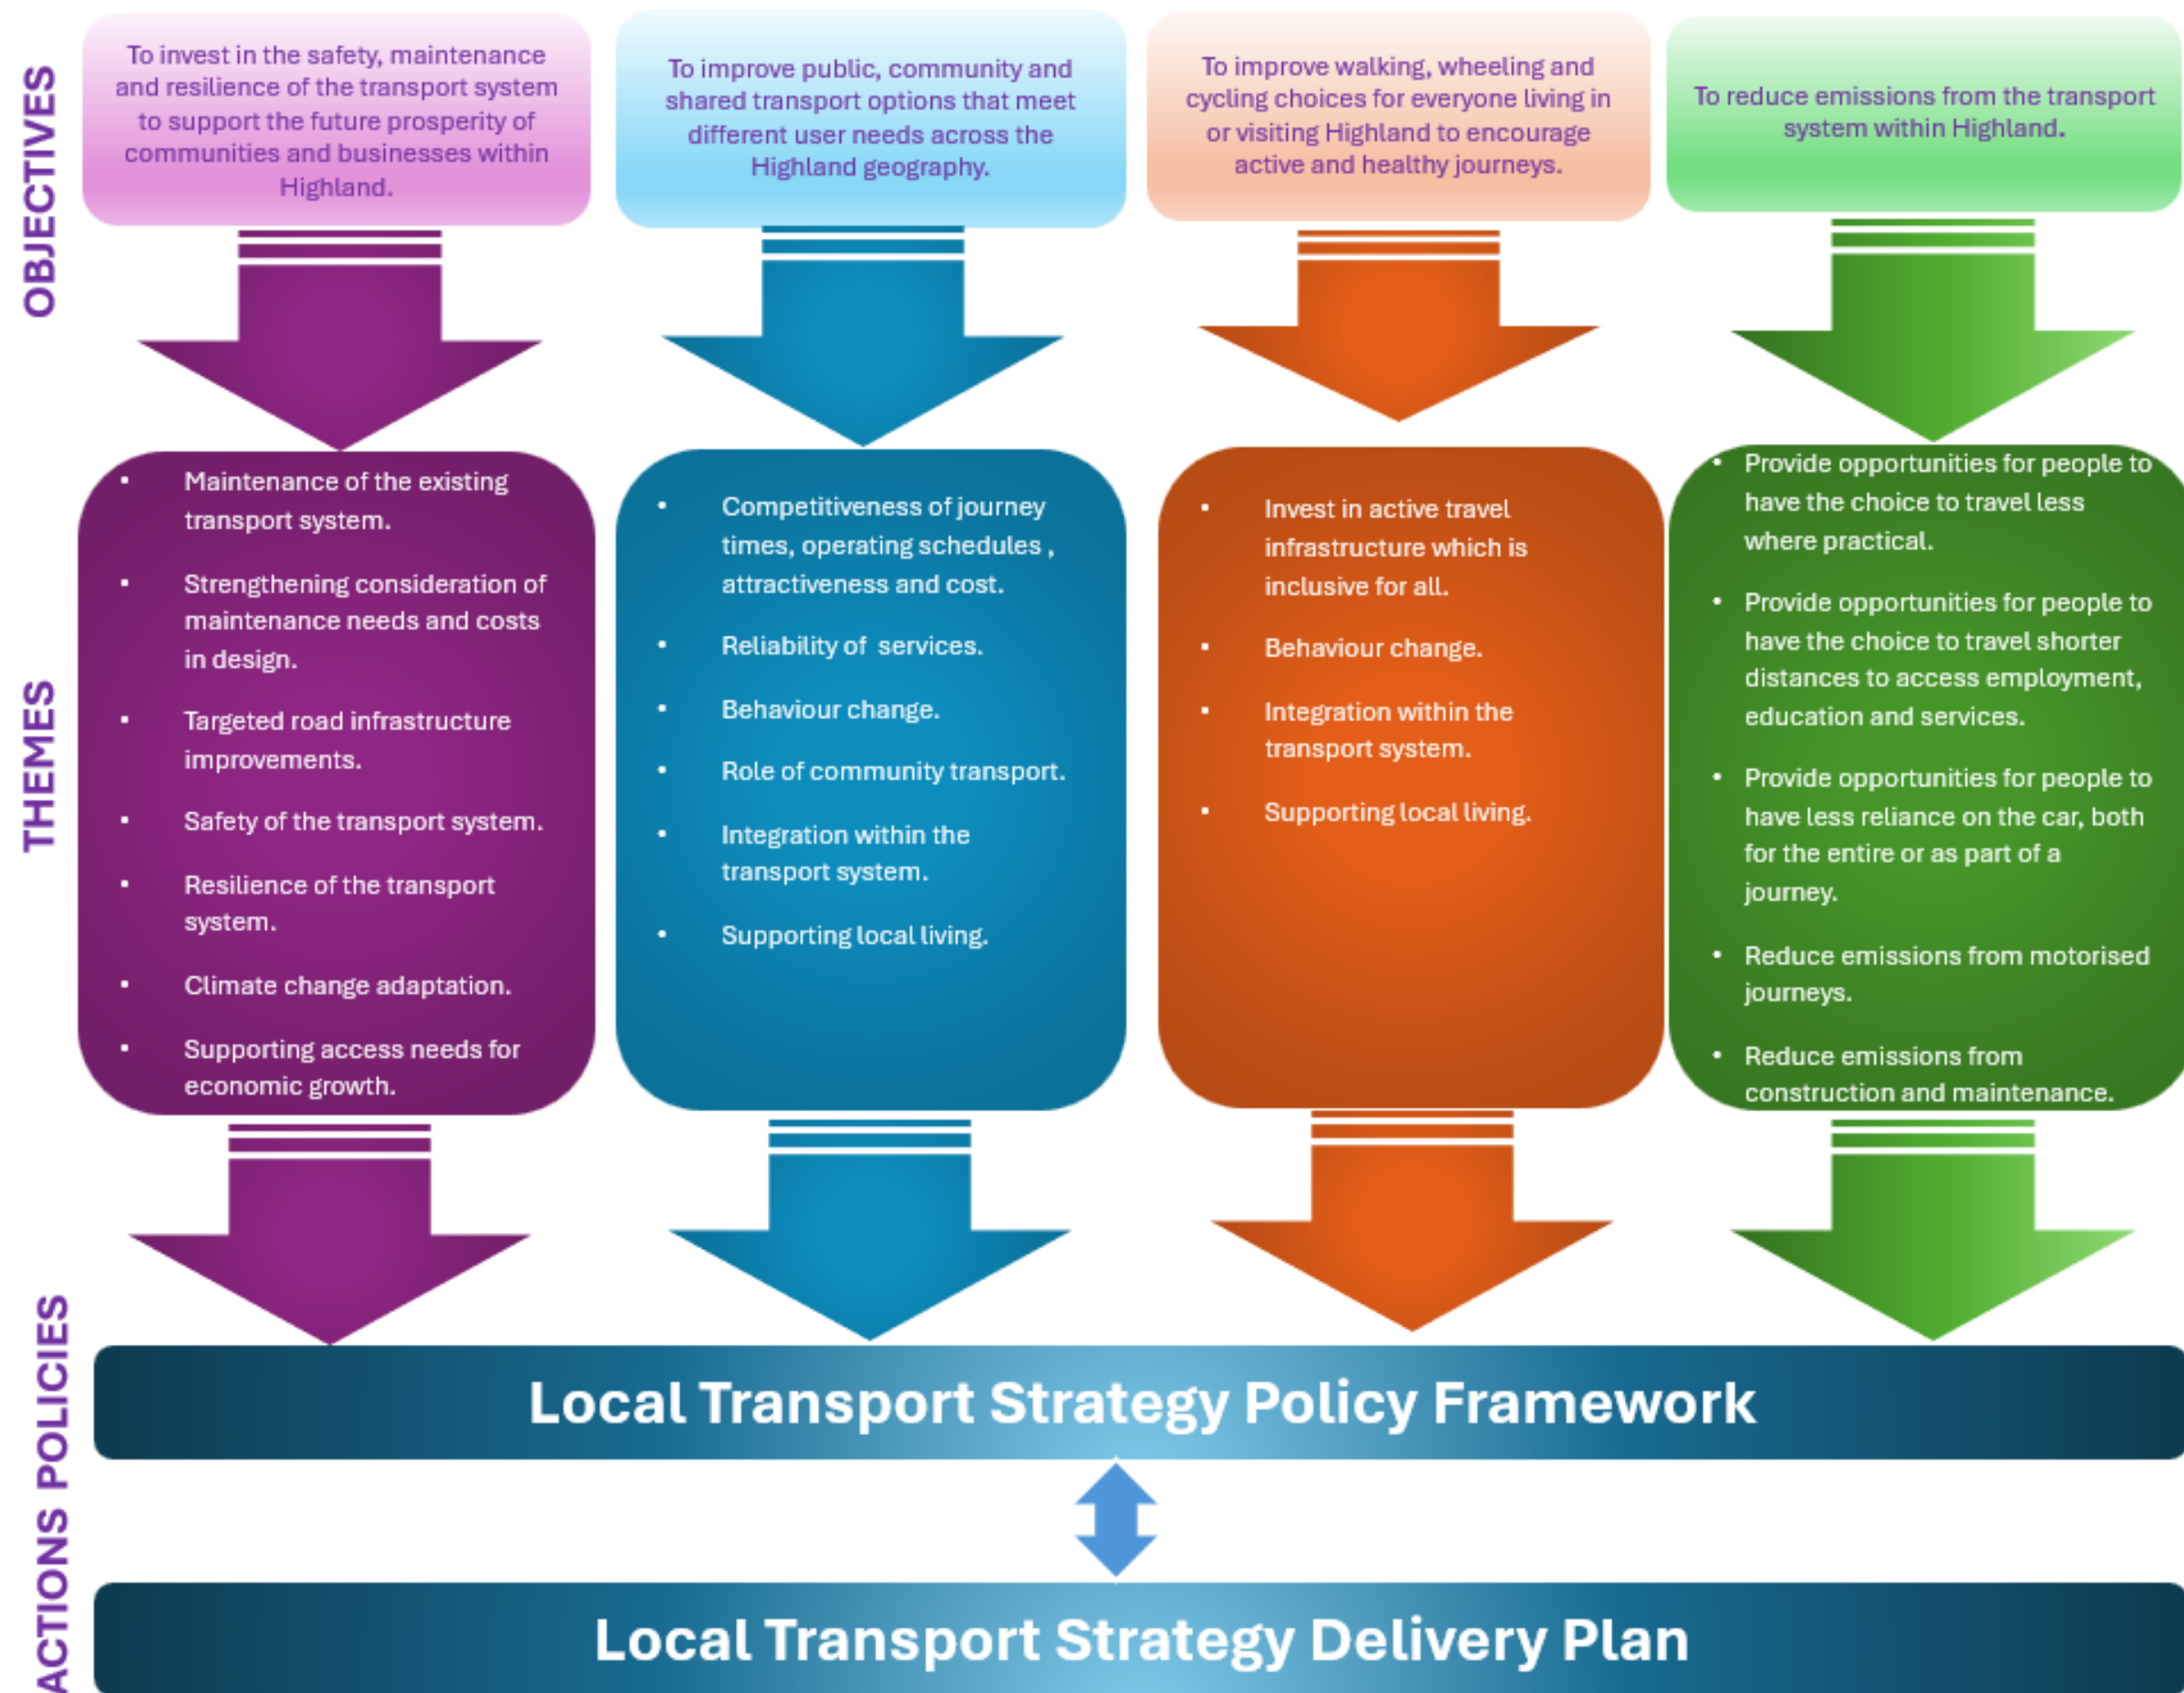 OBJECTIVES
To invest in the safety, maintenance
and resilience of the transport system
to support the future prosperity of
communities and businesses within
Highland.
To improve public, community and
shared transport options that meet
different user needs across the
Highland geography.
To improve walking, wheeling and
cycling choices for everyone living in
or visiting Highland to encourage
active and healthy journeys.
To reduce emissions from the transport
system within Highland.
THEMES
• Maintenance of the existing
transport system.
• Strengthening consideration of
maintenance needs and costs
in design.
• Targeted road infrastructure
improvements.
• Safety of the transport system.
• Resilience of the transport
system.
• Climate change adaptation.
• Supporting access needs for
economic growth.
• Competitiveness of journey
times, operating schedules ,
attractiveness and cost.
• Reliability of  services.
• Behaviour change.
• Role of community transport.
• Integration within the
transport system.
• Supporting local living.
• Invest in active travel
infrastructure which is
inclusive for all.
• Behaviour change.
• Integration within the
transport system.
• Supporting local living.
• Provide opportunities for people to
have the choice to travel less
where practical.
• Provide opportunities for people to
have the choice to travel shorter
distances to access employment,
education and services.
• Provide opportunities for people to
have less reliance on the car, both
for the entire or as part of a
journey.
• Reduce emissions from motorised
journeys.
• Reduce emissions from
construction and maintenance.
POLICIES
Local Transport Strategy Policy Framework
ACTIONS
Local Transport Strategy Delivery Plan